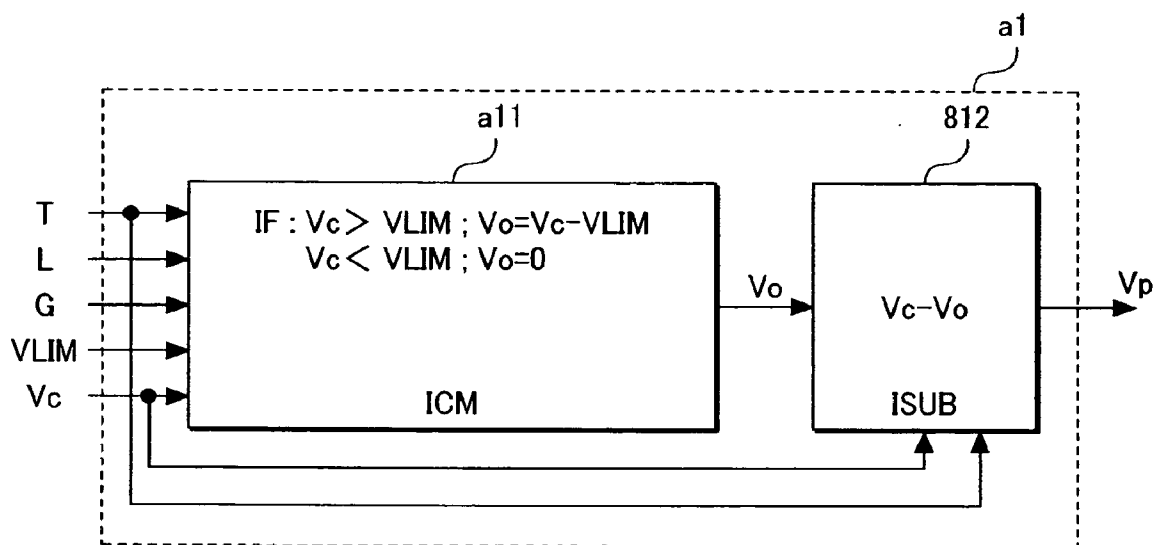 a1
a11
812
T
L
G
VLIM
Vc
IF : Vc > VLIM ; Vo=Vc-VLIM
Vc < VLIM ; Vo=0
ICM
Vo
Vc-Vo
ISUB
Vp